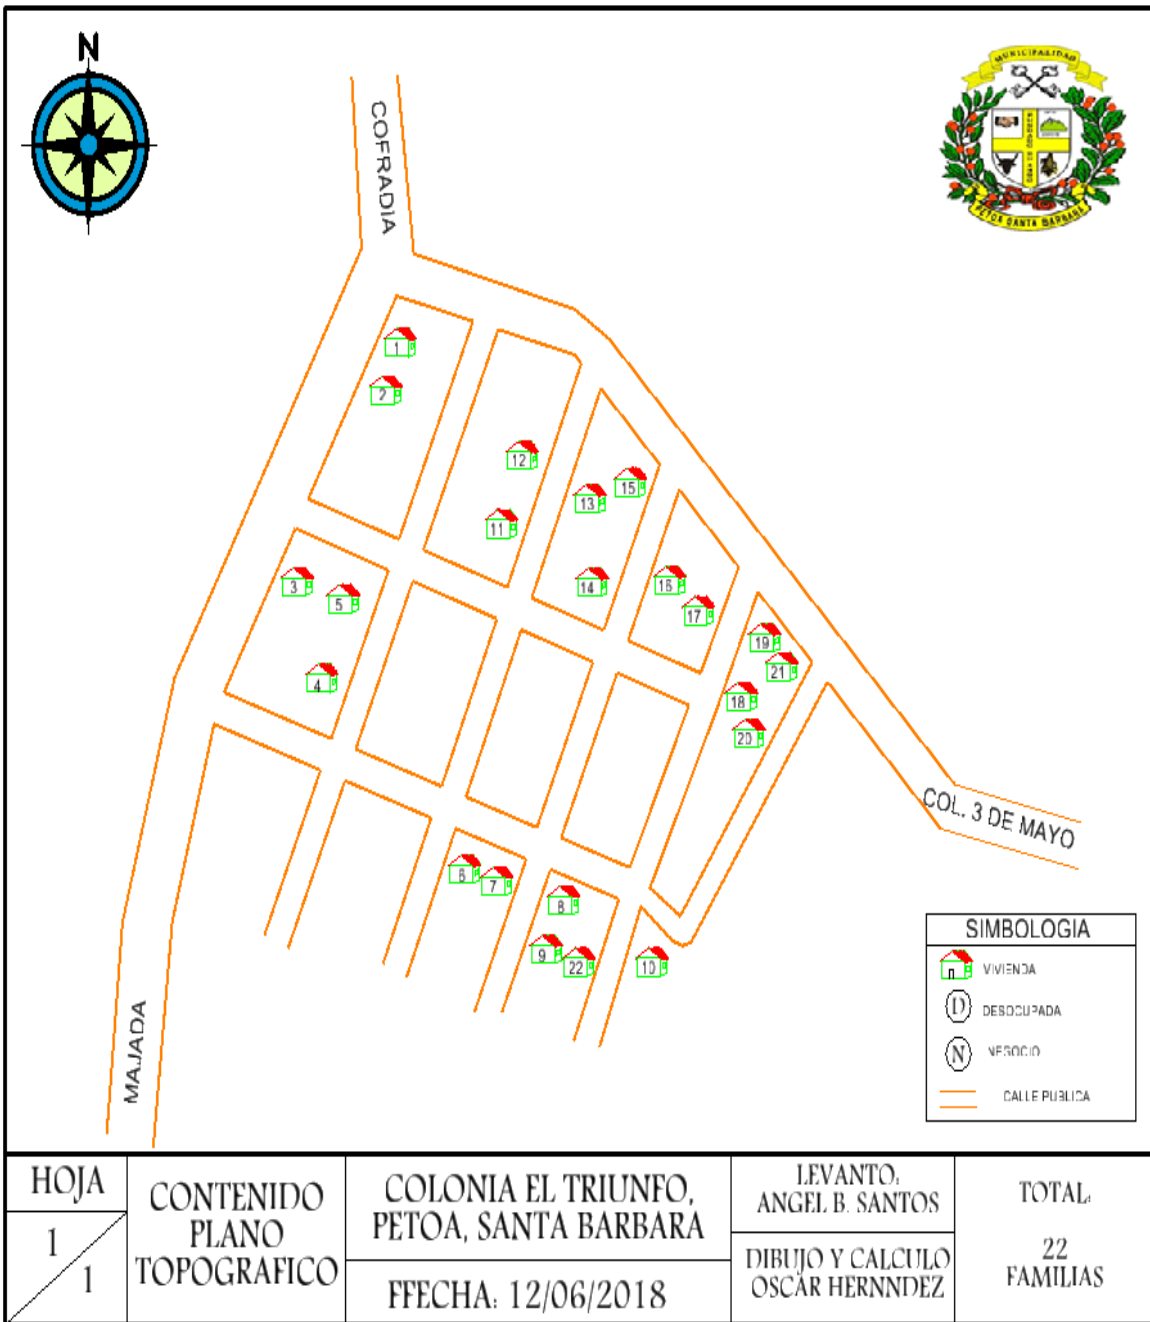 N
MUNICIPALIDAD
PETOA SANTA BARBARA
COFRADIA
1
2
12
15
13
11
14
3
5
16
17
4
19
21
18
20
COL. 3 DE MAYO
6
7
8
9
22
10
MAJADA
SIMBOLOGIA
n VIVIENDA
D DESOCUPADA
N NEGOCIO
CALLE PUBLICA
HOJA
1
1
CONTENIDO
PLANO
TOPOGRAFICO
COLONIA EL TRIUNFO,
PETOA, SANTA BARBARA
FFECHA: 12/06/2018
LEVANTO:
ANGEL B. SANTOS
DIBUJO Y CALCULO
OSCAR HERNNDEZ
TOTAL:
22
FAMILIAS